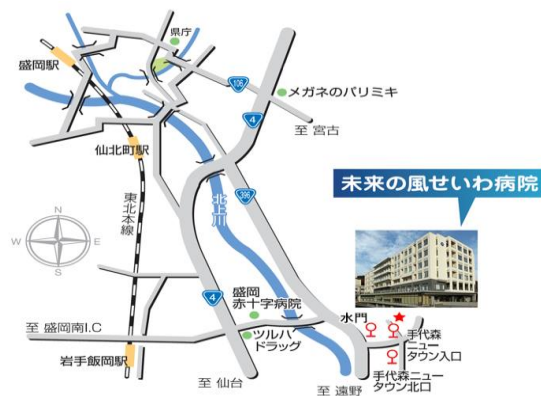 県庁
盛岡駅
106
メガネのパリミキ
4
至 宮古
仙北町駅
未来の風せいわ病院
396
北上川
東北本線
N
W
E
S
4
盛岡
赤十字病院
水門
至 盛岡南I.C
ツルハ
ドラッグ
手代森
ニュー
タウン入口
岩手飯岡駅
手代森ニュー
タウン北口
至 仙台
至 遠野